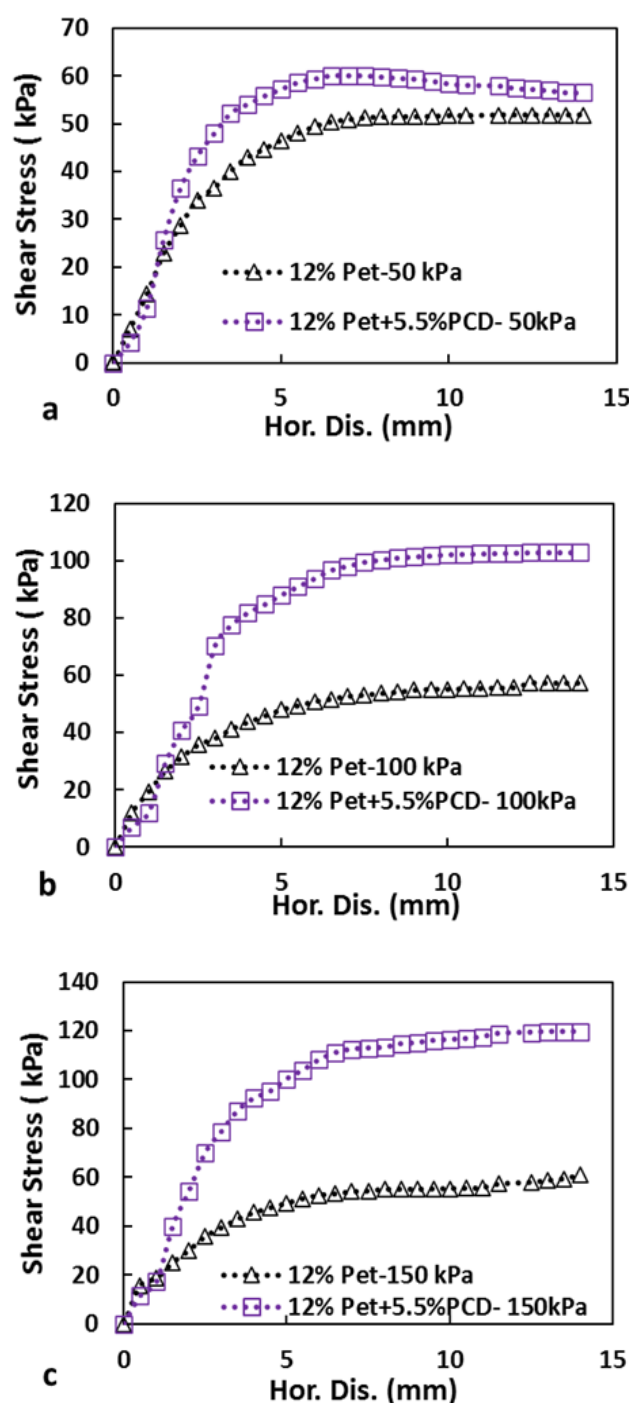 70
60
50
40
30
20
10
0
Shear Stress ( kPa)
12% Pet-50 kPa
12% Pet+5.5%PCD- 50kPa
0 5 10 15
a
Hor. Dis. (mm)
120
100
80
60
40
20
0
Shear Stress ( kPa)
12% Pet-100 kPa
12% Pet+5.5%PCD- 100kPa
0 5 10 15
b
Hor. Dis. (mm)
140
120
100
80
60
40
20
0
Shear Stress ( kPa)
12% Pet-150 kPa
12% Pet+5.5%PCD- 150kPa
0 5 10 15
c
Hor. Dis. (mm)